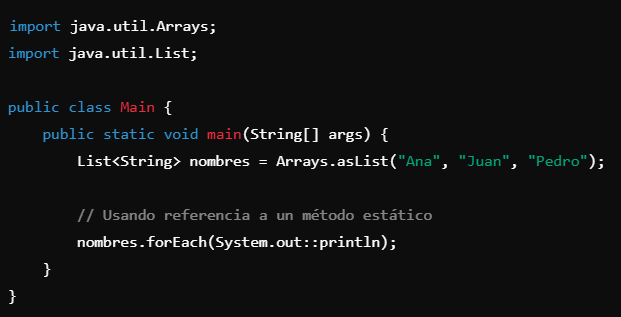 import java.util.Arrays;
import java.util.List;
public class Main {
    public static void main(String[] args) {
        List<String> nombres = Arrays.asList("Ana", "Juan", "Pedro");
        // Usando referencia a un método estático
        nombres.forEach(System.out::println);
    }
}